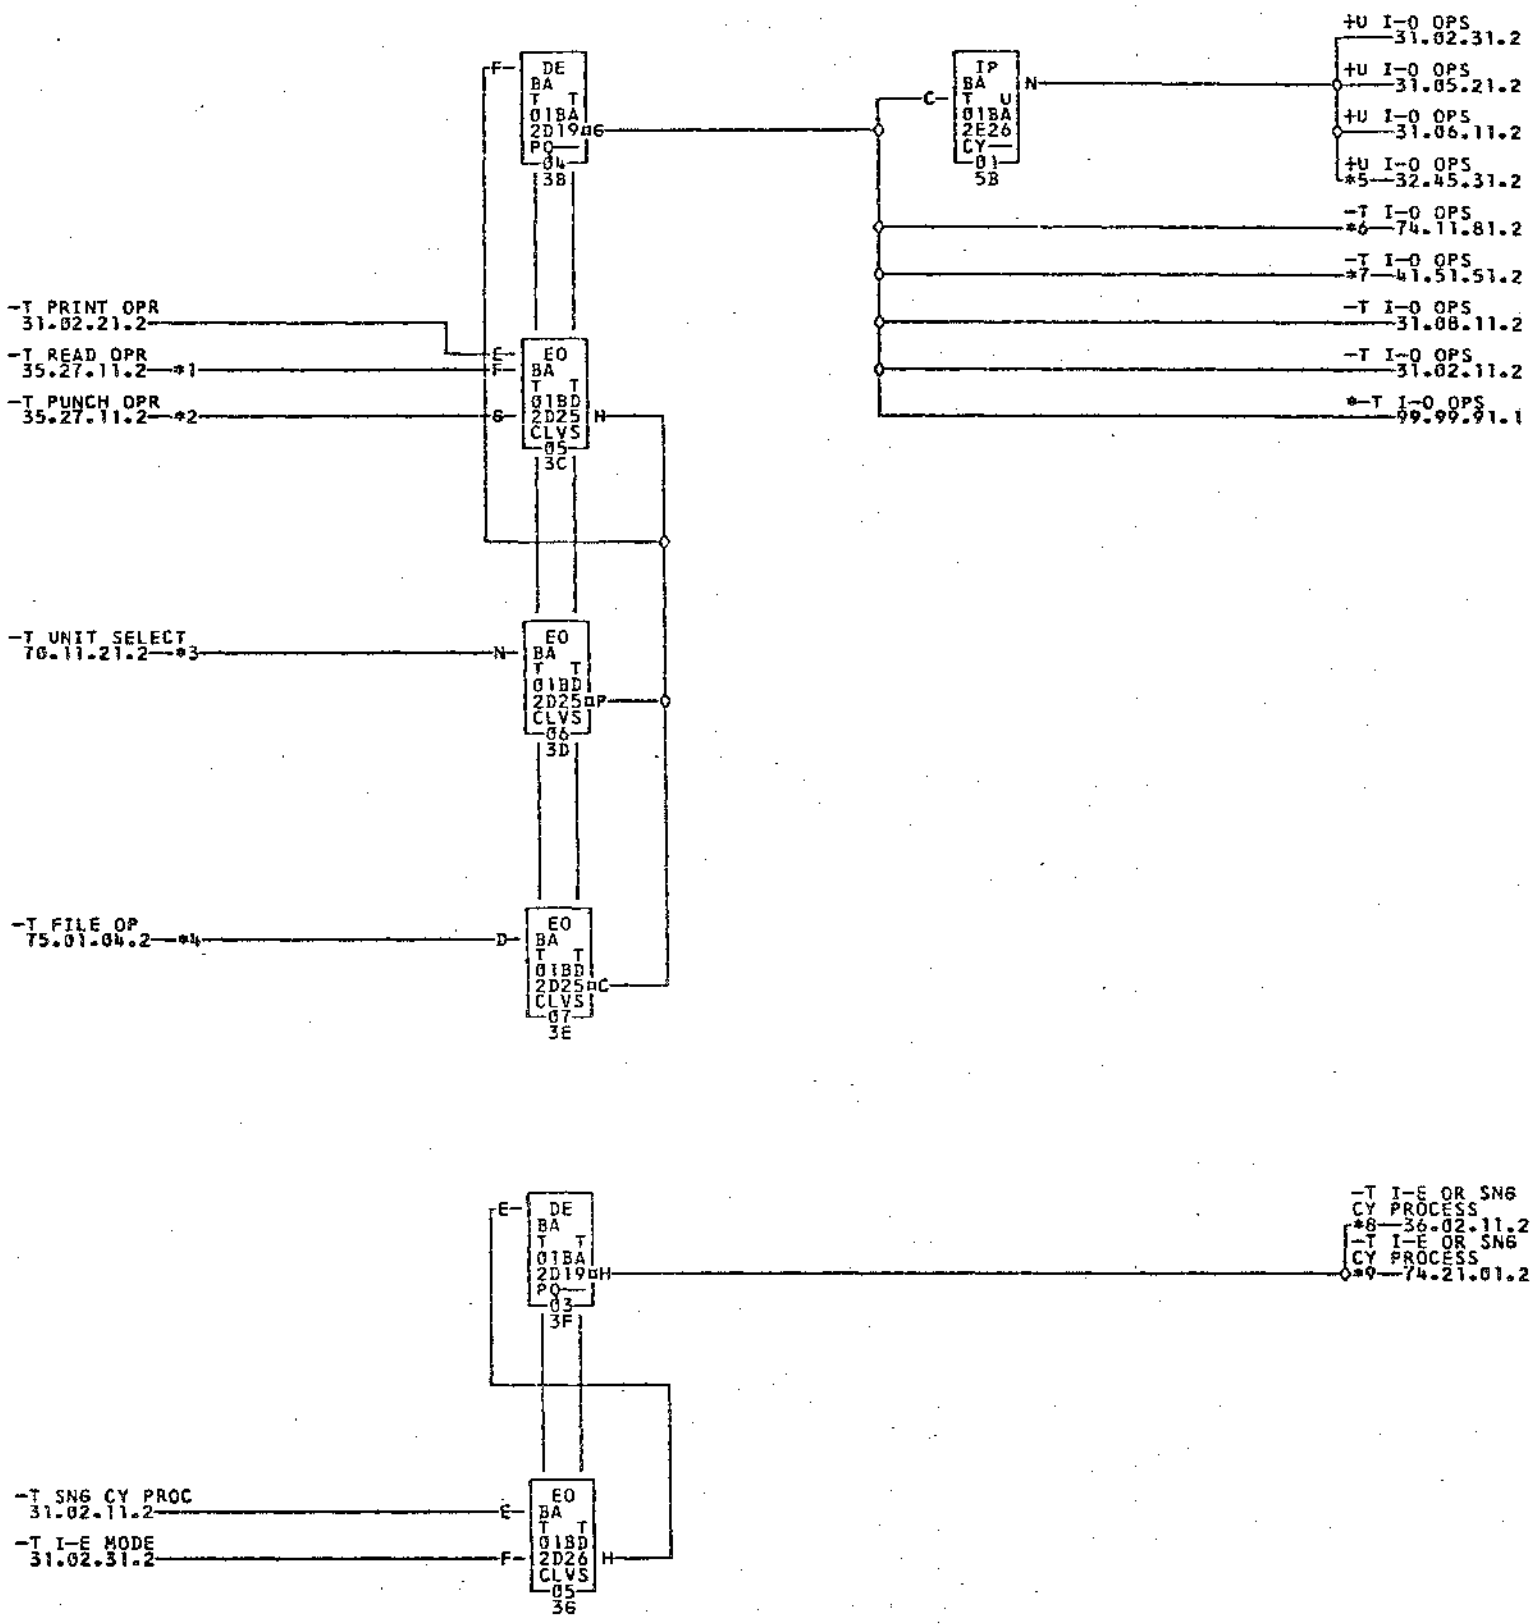 +U I-O OPS
31.02.31.2
+U I-O OPS
31.05.21.2
+U I-O OPS
31.06.11.2
+U I-O OPS
*5 32.45.31.2
-T I-O OPS
*6 74.11.81.2
-T I-O OPS
*7 41.51.51.2
-T I-O OPS
31.08.11.2
-T I-O OPS
31.02.11.2
*-T I-O OPS
99.99.91.1
F DE
BA
T T
01BA
2D19 G
PQ
04
3B
IP
BA N
C T U
01BA
2E26
CY
01
5B
-T PRINT OPR
31.02.21.2
-T READ OPR
35.27.11.2 *1
-T PUNCH OPR
35.27.11.2 *2
E EO
F BA
T T
01BD
G 2D25 H
CLVS
05
3C
-T UNIT SELECT
70.11.21.2 *3
EO
N BA
T T
01BD
2D25 P
CLVS
06
3D
-T FILE OP
75.01.04.2 *4
EO
D BA
T T
01BD
2D25 C
CLVS
07
3E
E DE
BA
T T
01BA
2D19 H
PQ
03
3F
-T I-E OR SNG
CY PROCESS
*8 36.02.11.2
-T I-E OR SNG
CY PROCESS
*9 74.21.01.2
-T SNG CY PROC
31.02.11.2
-T I-E MODE
31.02.31.2
EO
E BA
T T
01BD
F 2D26 H
CLVS
05
3G